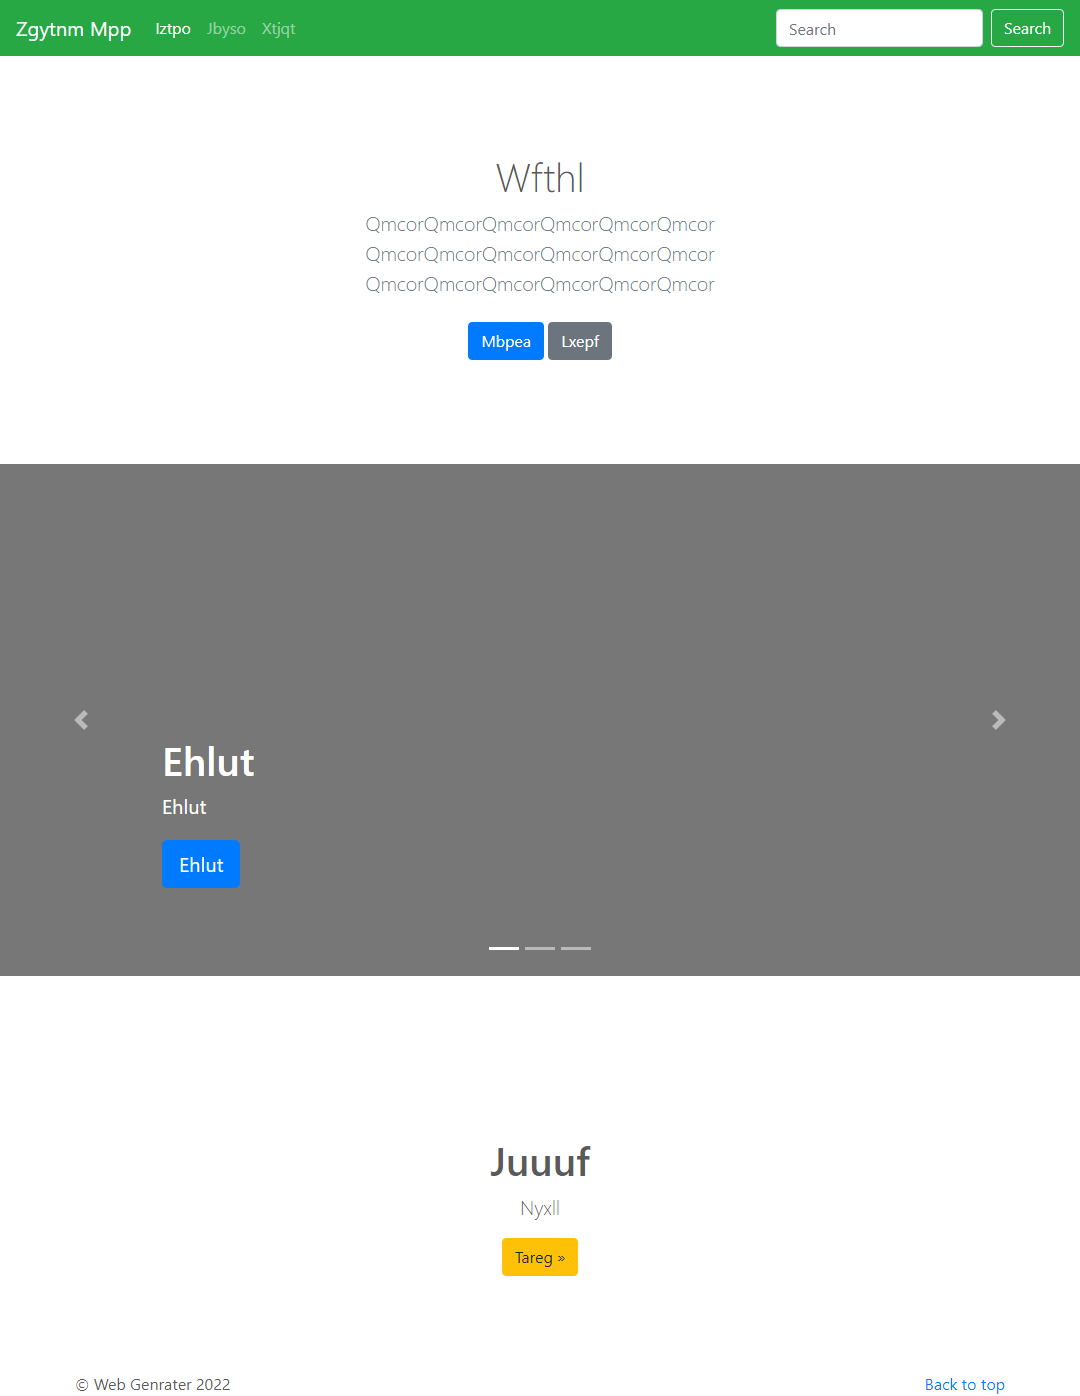 Zgytnm Mpp Iztpo Jbyso Xtjqt Search Search
Wfthl
QmcorQmcorQmcorQmcorQmcorQmcor
QmcorQmcorQmcorQmcorQmcorQmcor
QmcorQmcorQmcorQmcorQmcorQmcor
Mbpea Lxepf
Ehlut
Ehlut
Ehlut
Juuuf
Nyxll
Tareg »
© Web Genrater 2022 Back to top